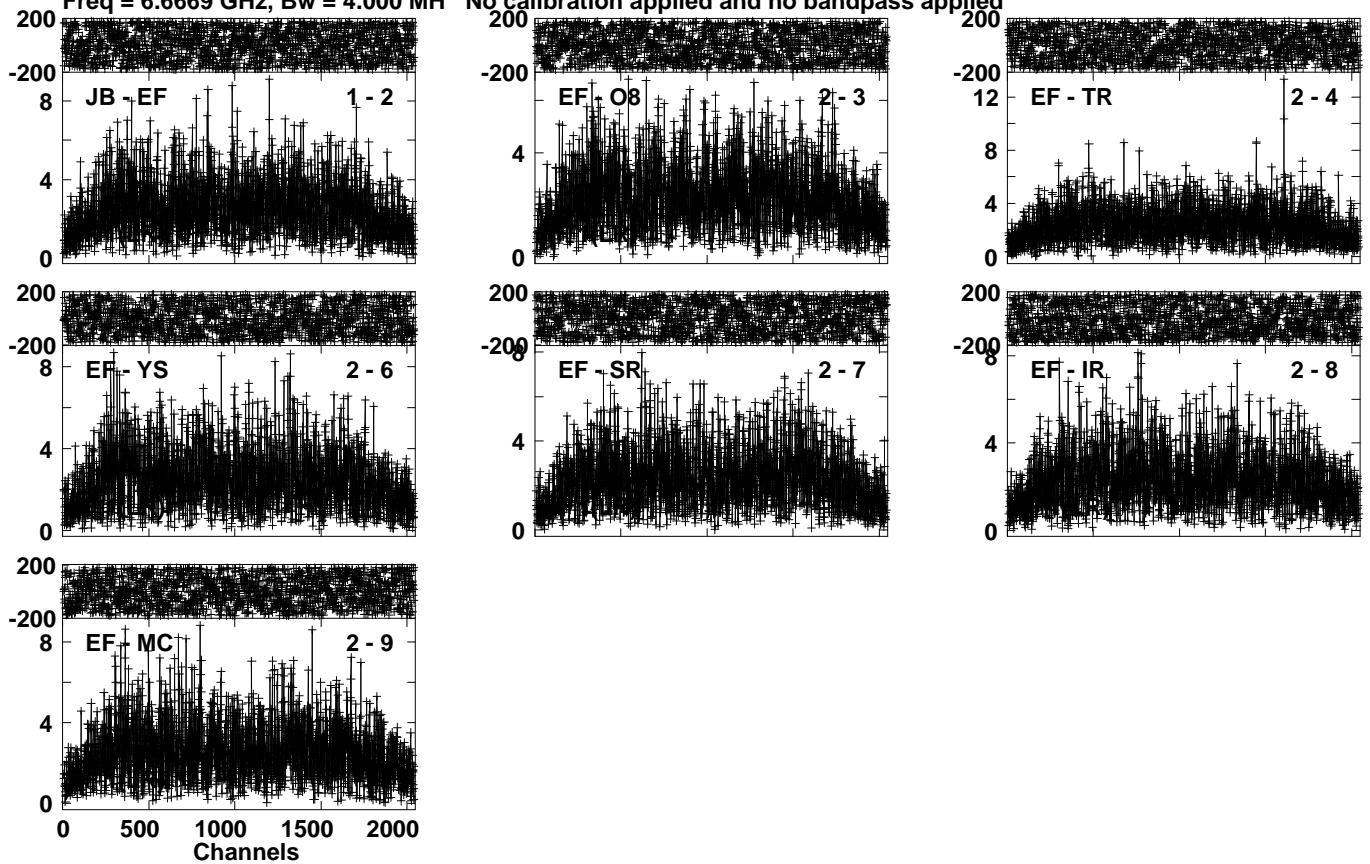 Freq = 6.6669 GHz, Bw = 4.000 MH No calibration applied and no bandpass applied
200 200 200
-200 -200 -200
JB - EF 1 - 2 EF - O8 2 - 3 EF - TR 2 - 4
8 12
4 4 8
4
0 0 0
200 200 200
-200 -200 -200
EF - YS 2 - 6 EF - SR 2 - 7 EF - IR 2 - 8
8 8 8
4 4 4
0 0 0
200
-200
EF - MC 2 - 9
8
4
0
0 500 1000 1500 2000
Channels